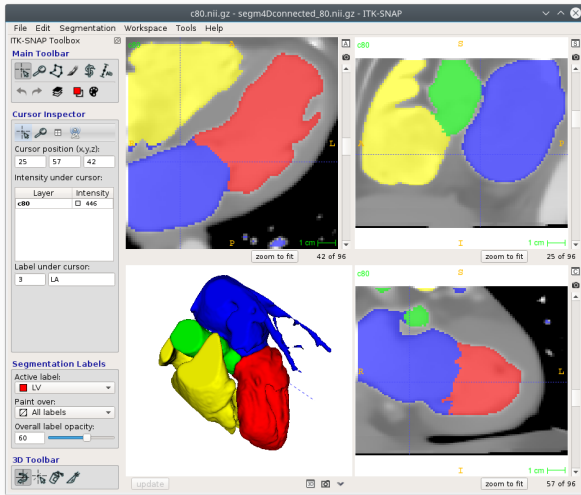 c80.nii.gz - segm4Dconnected_80.nii.gz - ITK-SNAP
File Edit Segmentation Workspace Tools Help
ITK-SNAP Toolbox
Main Toolbar
Cursor Inspector
Cursor position (x,y,z):
25 57 42
Intensity under cursor:
Layer Intensity
c80 446
Label under cursor:
3 LA
Segmentation Labels
Active label:
LV
Paint over:
All labels
Overall label opacity:
60
3D Toolbar
c80
A
L
P
1 cm
A
zoom to fit
42 of 96
c80
S
A
P
I
1 cm
S
zoom to fit
25 of 96
update
3D
c80
S
R
L
I
1 cm
C
zoom to fit
57 of 96